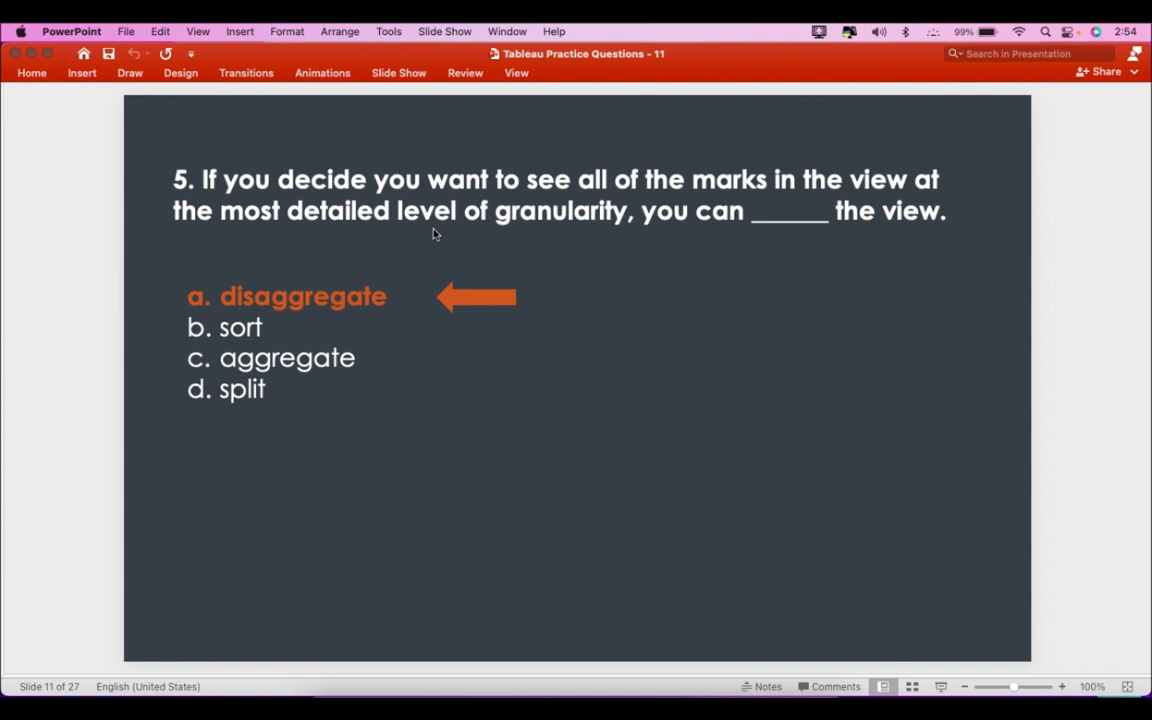 PowerPoint File Edit View Insert Format Arrange Tools Slide Show Window Help 99% 2:54
Tableau Practice Questions - 11 Search in Presentation
Home Insert Draw Design Transitions Animations Slide Show Review View Share
5. If you decide you want to see all of the marks in the view at
the most detailed level of granularity, you can ______ the view.
a. disaggregate
b. sort
c. aggregate
d. split
Slide 11 of 27 English (United States) Notes Comments 100%